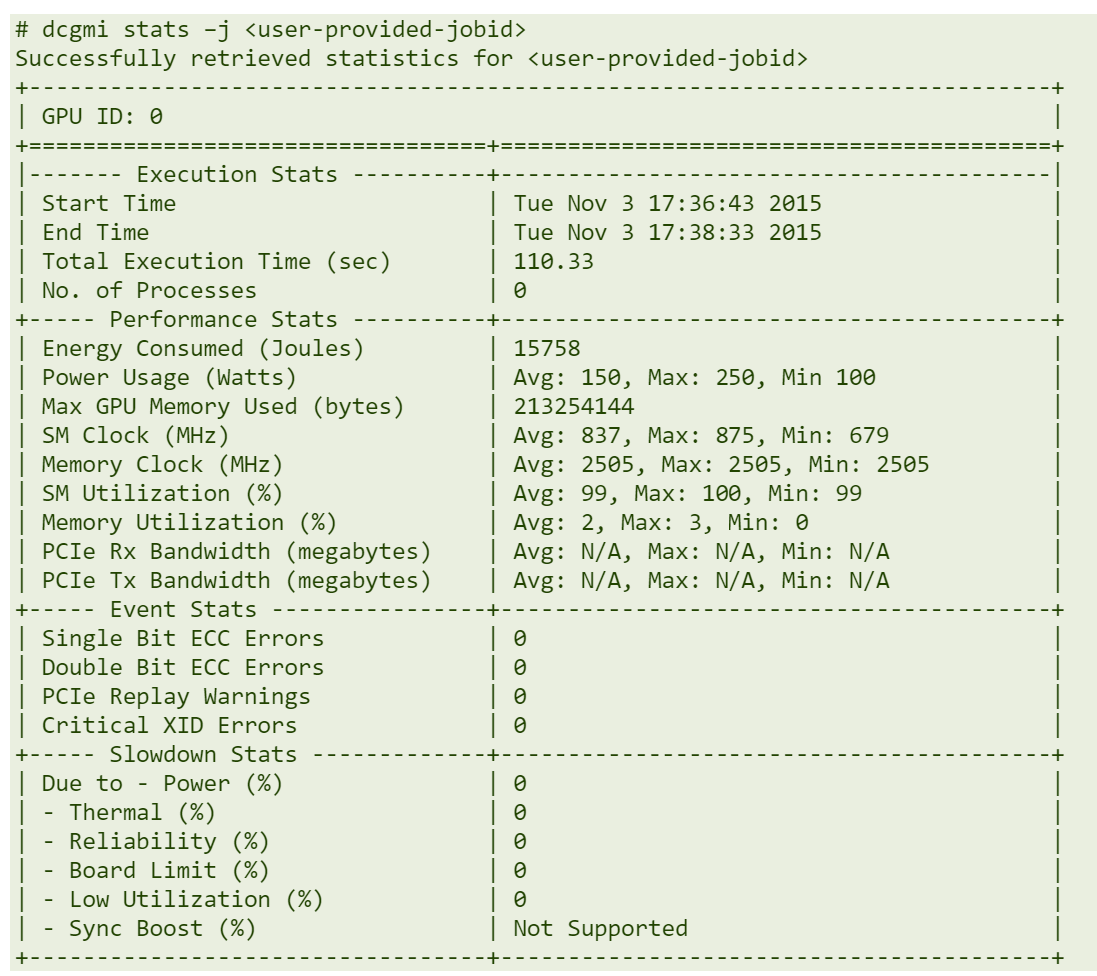 # dcgmi stats –j <user-provided-jobid>
Successfully retrieved statistics for <user-provided-jobid>
+----------------------------------------------------------------------------+
| GPU ID: 0 |
+==================================+=========================================+
|------- Execution Stats ----------+-----------------------------------------|
| Start Time | Tue Nov 3 17:36:43 2015 |
| End Time | Tue Nov 3 17:38:33 2015 |
| Total Execution Time (sec) | 110.33 |
| No. of Processes | 0 |
+----- Performance Stats ----------+-----------------------------------------+
| Energy Consumed (Joules) | 15758 |
| Power Usage (Watts) | Avg: 150, Max: 250, Min 100 |
| Max GPU Memory Used (bytes) | 213254144 |
| SM Clock (MHz) | Avg: 837, Max: 875, Min: 679 |
| Memory Clock (MHz) | Avg: 2505, Max: 2505, Min: 2505 |
| SM Utilization (%) | Avg: 99, Max: 100, Min: 99 |
| Memory Utilization (%) | Avg: 2, Max: 3, Min: 0 |
| PCIe Rx Bandwidth (megabytes) | Avg: N/A, Max: N/A, Min: N/A |
| PCIe Tx Bandwidth (megabytes) | Avg: N/A, Max: N/A, Min: N/A |
+----- Event Stats ----------------+-----------------------------------------+
| Single Bit ECC Errors | 0 |
| Double Bit ECC Errors | 0 |
| PCIe Replay Warnings | 0 |
| Critical XID Errors | 0 |
+----- Slowdown Stats -------------+-----------------------------------------+
| Due to - Power (%) | 0 |
| - Thermal (%) | 0 |
| - Reliability (%) | 0 |
| - Board Limit (%) | 0 |
| - Low Utilization (%) | 0 |
| - Sync Boost (%) | Not Supported |
+----------------------------------+-----------------------------------------+